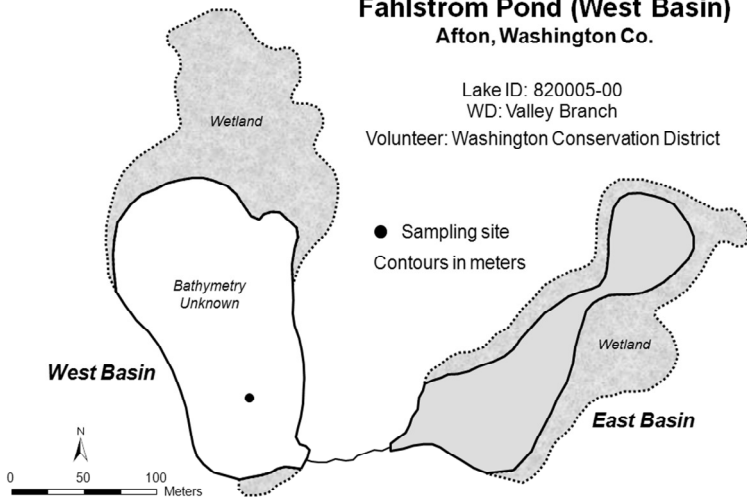 Fahlstrom Pond (West Basin)
Afton, Washington Co.
Lake ID: 820005-00
WD: Valley Branch
Volunteer: Washington Conservation District
Wetland
Sampling site
Contours in meters
Bathymetry
Unknown
Wetland
West Basin
East Basin
N
0 50 100
Meters